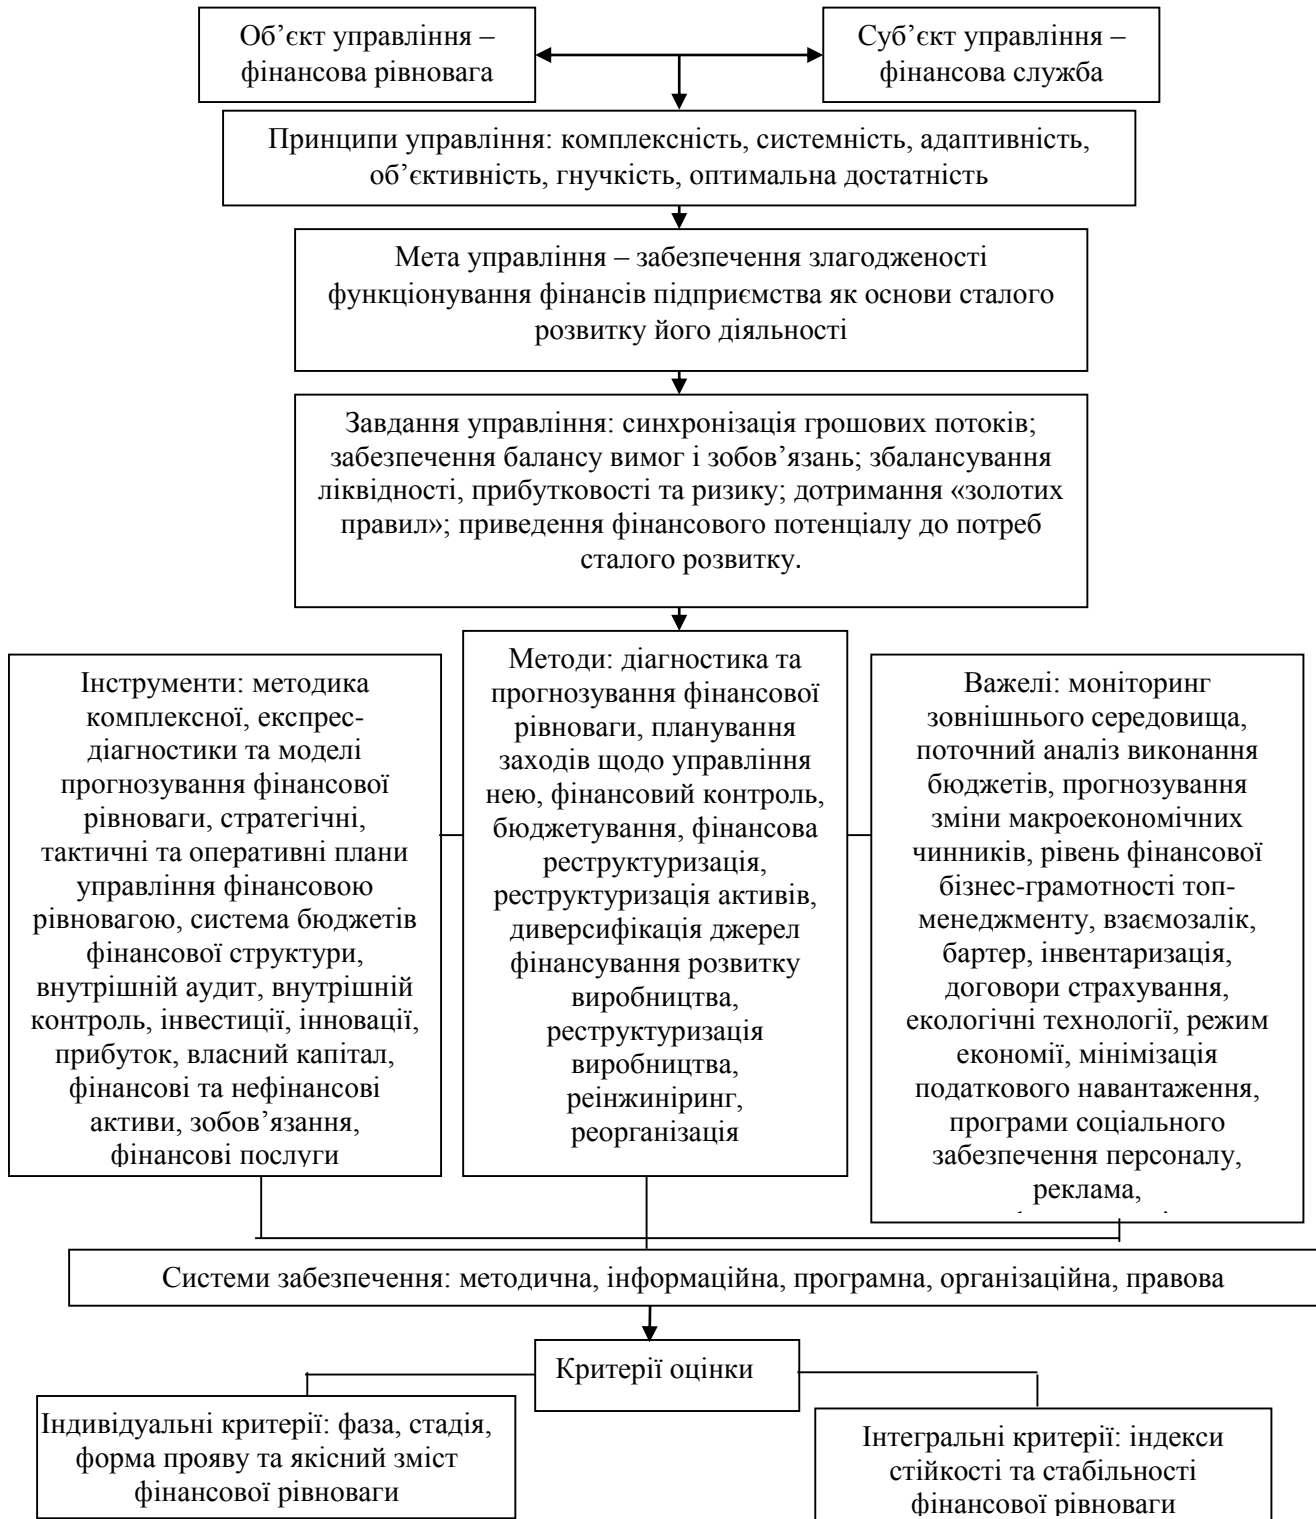 Об’єкт управління –
фінансова рівновага
Суб’єкт управління –
фінансова служба
Принципи управління: комплексність, системність, адаптивність,
об’єктивність, гнучкість, оптимальна достатність
Мета управління – забезпечення злагодженості
функціонування фінансів підприємства як основи сталого
розвитку його діяльності
Завдання управління: синхронізація грошових потоків;
забезпечення балансу вимог і зобов’язань; збалансування
ліквідності, прибутковості та ризику; дотримання «золотих
правил»; приведення фінансового потенціалу до потреб
сталого розвитку.
Інструменти: методика
комплексної, експрес-
діагностики та моделі
прогнозування фінансової
рівноваги, стратегічні,
тактичні та оперативні плани
управління фінансовою
рівновагою, система бюджетів
фінансової структури,
внутрішній аудит, внутрішній
контроль, інвестиції, інновації,
прибуток, власний капітал,
фінансові та нефінансові
активи, зобов’язання,
фінансові послуги
Методи: діагностика та
прогнозування фінансової
рівноваги, планування
заходів щодо управління
нею, фінансовий контроль,
бюджетування, фінансова
реструктуризація,
реструктуризація активів,
диверсифікація джерел
фінансування розвитку
виробництва,
реструктуризація
виробництва,
реінжиніринг,
реорганізація
Важелі: моніторинг
зовнішнього середовища,
поточний аналіз виконання
бюджетів, прогнозування
зміни макроекономічних
чинників, рівень фінансової
бізнес-грамотності топ-
менеджменту, взаємозалік,
бартер, інвентаризація,
договори страхування,
екологічні технології, режим
економії, мінімізація
податкового навантаження,
програми соціального
забезпечення персоналу,
реклама,
Системи забезпечення: методична, інформаційна, програмна, організаційна, правова
Критерії оцінки
Індивідуальні критерії: фаза, стадія,
форма прояву та якісний зміст
фінансової рівноваги
Інтегральні критерії: індекси
стійкості та стабільності
фінансової рівноваги